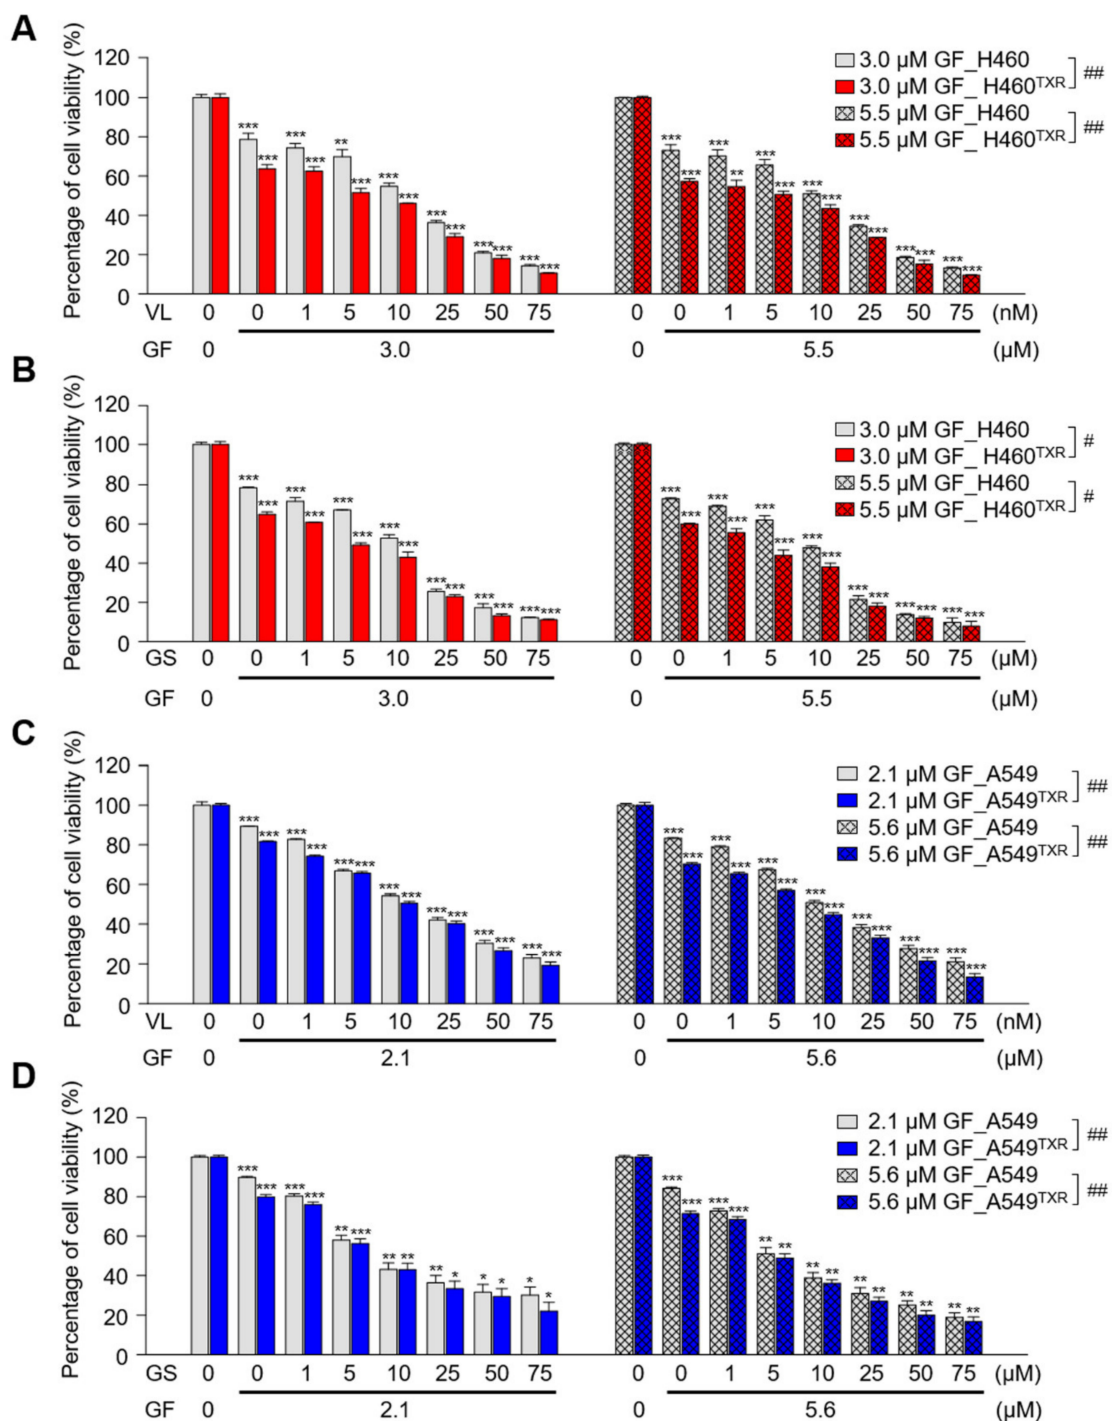 A
Percentage of cell viability (%)
120
100
80
60
40
20
0
3.0 µM GF_H460
3.0 µM GF_ H460TXR
##
5.5 µM GF_H460
5.5 µM GF_ H460TXR
##
*** *** *** *** ** *** *** *** *** *** *** *** *** ***
*** *** *** ** *** *** *** *** *** *** *** *** *** ***
VL 0 0 1 5 10 25 50 75 0 0 1 5 10 25 50 75 (nM)
GF 0 3.0 0 5.5 (µM)
B
Percentage of cell viability (%)
120
100
80
60
40
20
0
3.0 µM GF_H460
3.0 µM GF_ H460TXR
#
5.5 µM GF_H460
5.5 µM GF_ H460TXR
#
*** *** *** *** *** *** *** *** *** *** *** *** *** ***
*** *** *** *** *** *** *** *** *** *** *** *** *** ***
GS 0 0 1 5 10 25 50 75 0 0 1 5 10 25 50 75 (µM)
GF 0 3.0 0 5.5 (µM)
C
Percentage of cell viability (%)
120
100
80
60
40
20
0
2.1 µM GF_A549
2.1 µM GF_A549TXR
##
5.6 µM GF_A549
5.6 µM GF_A549TXR
##
*** *** *** *** *** *** *** *** *** *** *** *** *** ***
*** *** *** *** *** *** *** *** *** *** *** *** *** ***
VL 0 0 1 5 10 25 50 75 0 0 1 5 10 25 50 75 (nM)
GF 0 2.1 0 5.6 (µM)
D
Percentage of cell viability (%)
120
100
80
60
40
20
0
2.1 µM GF_A549
2.1 µM GF_A549TXR
##
5.6 µM GF_A549
5.6 µM GF_A549TXR
##
*** *** *** *** ** *** ** ** ** * * * * *
*** *** *** *** ** ** ** ** ** ** ** ** ** **
GS 0 0 1 5 10 25 50 75 0 0 1 5 10 25 50 75 (µM)
GF 0 2.1 0 5.6 (µM)